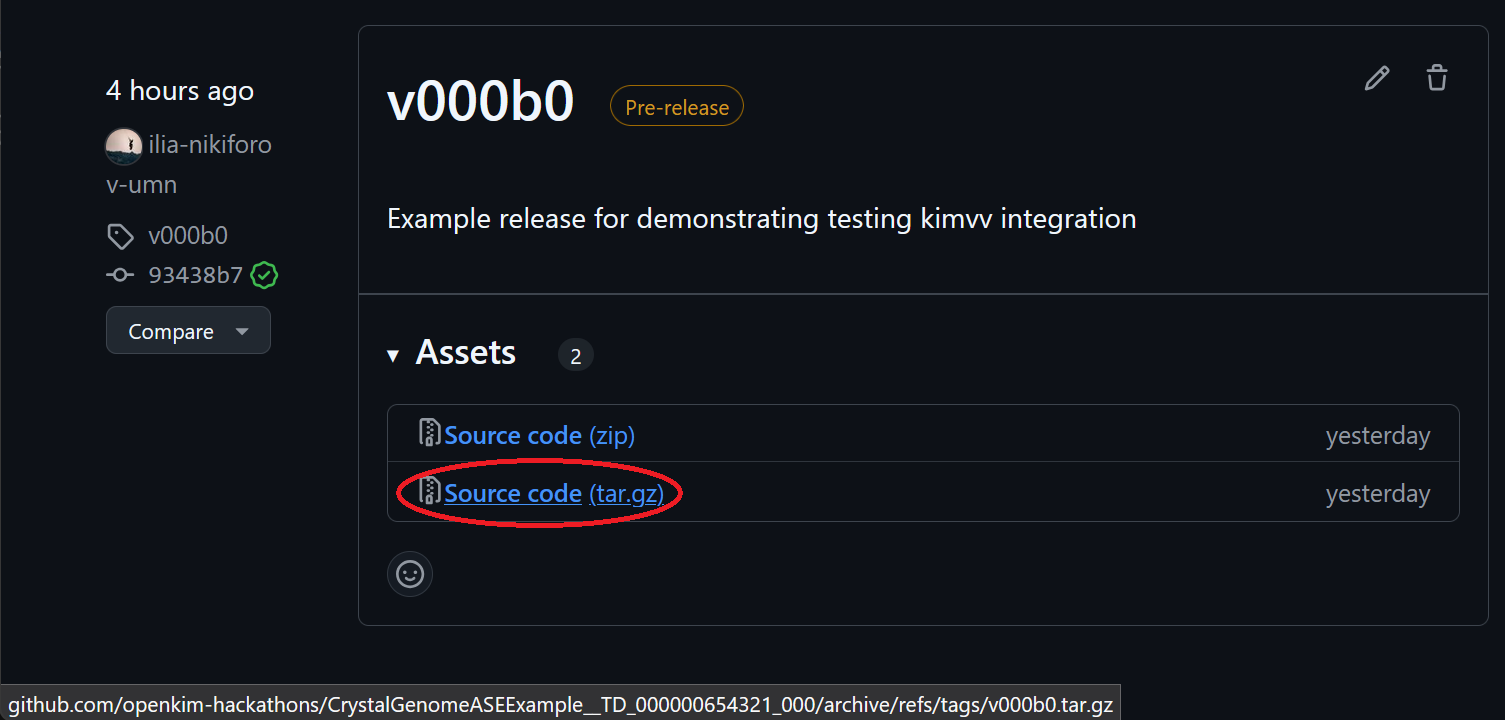 4 hours ago
ilia-nikiforo
v-umn
v000b0
93438b7
Compare
v000b0 Pre-release
Example release for demonstrating testing kimvv integration
Assets 2
Source code (zip) yesterday
Source code (tar.gz) yesterday
github.com/openkim-hackathons/CrystalGenomeASEExample__TD_000000654321_000/archive/refs/tags/v000b0.tar.gz